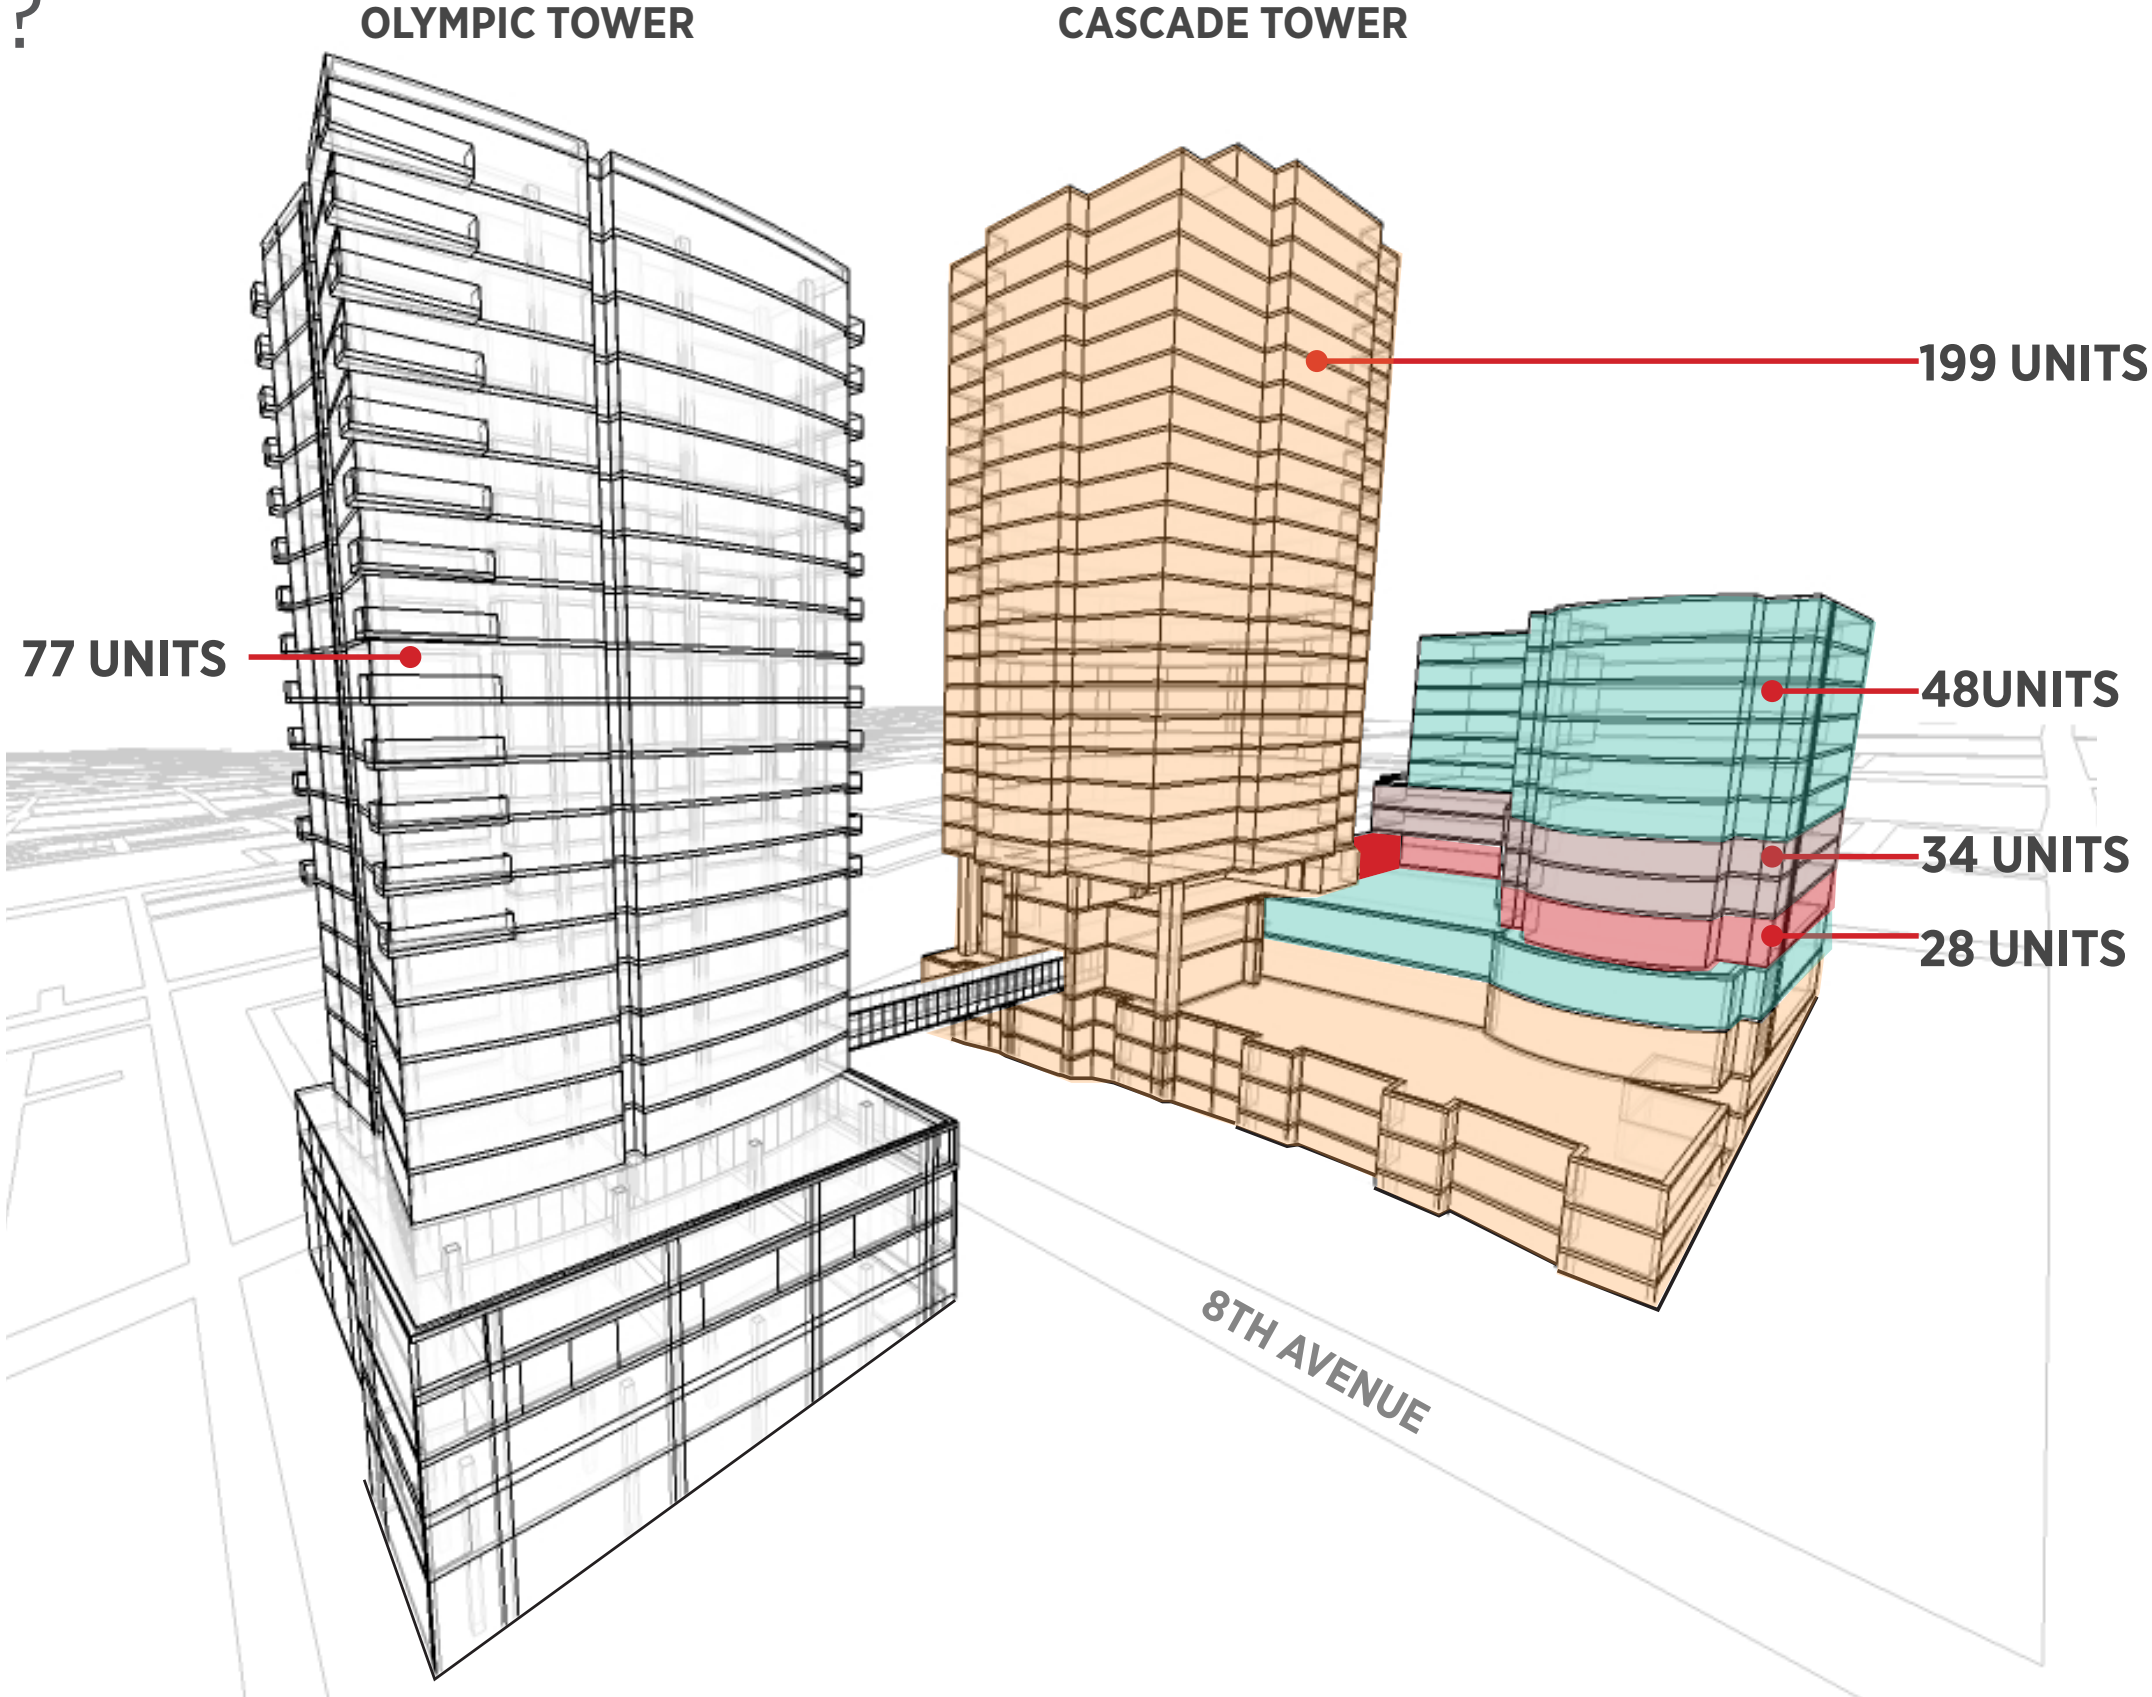 ?
OLYMPIC TOWER
CASCADE TOWER
199 UNITS
77 UNITS
48UNITS
34 UNITS
28 UNITS
8TH AVENUE